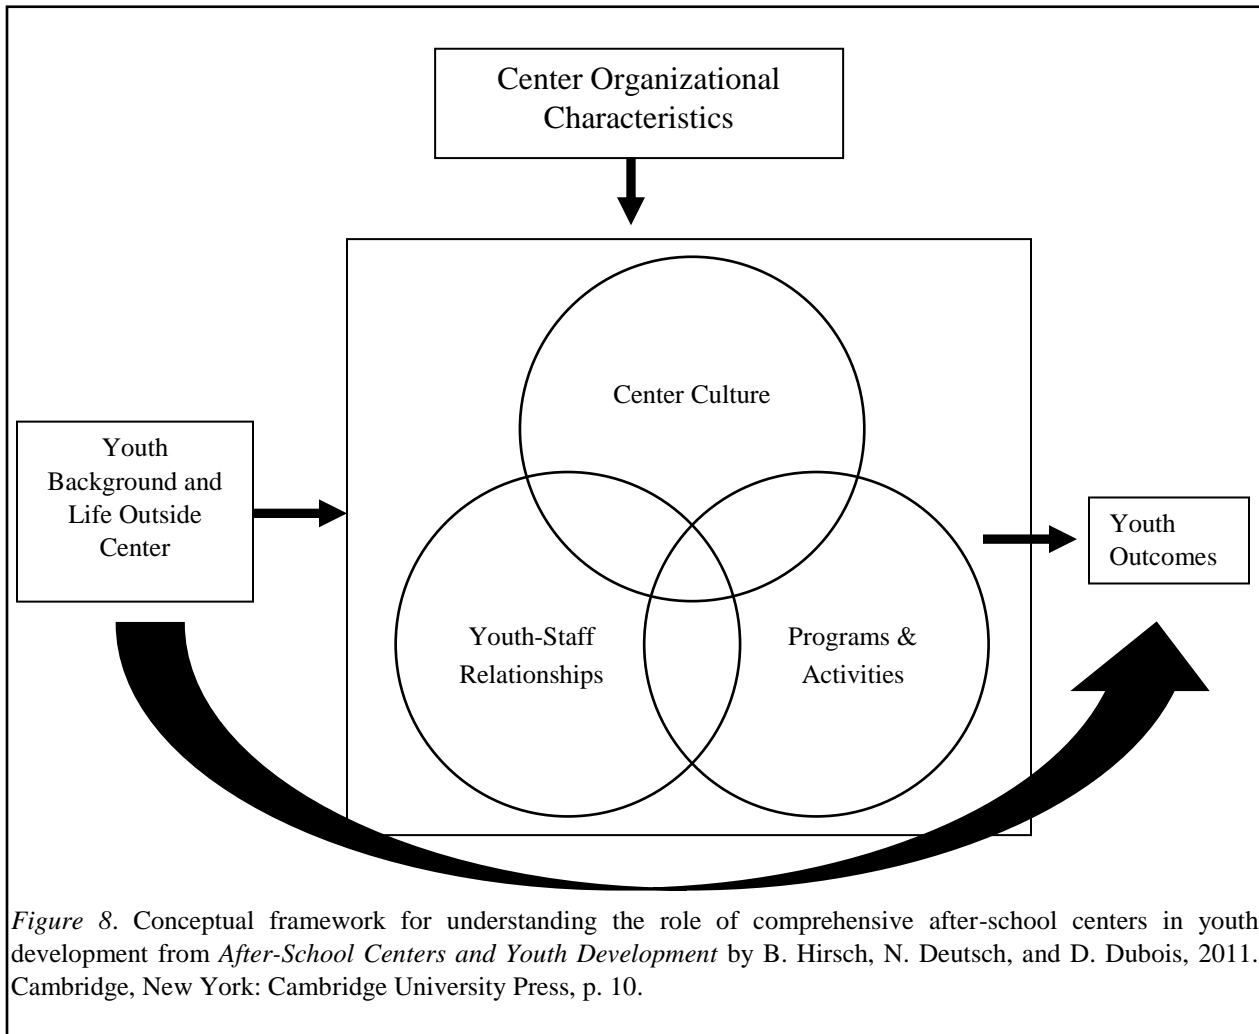 Center Organizational
Characteristics
Center Culture
Youth
Background and
Life Outside
Center
Youth
Outcomes
Youth-Staff
Relationships
Programs &
Activities
Figure 8. Conceptual framework for understanding the role of comprehensive after-school centers in youth
development from After-School Centers and Youth Development by B. Hirsch, N. Deutsch, and D. Dubois, 2011.
Cambridge, New York: Cambridge University Press, p. 10.